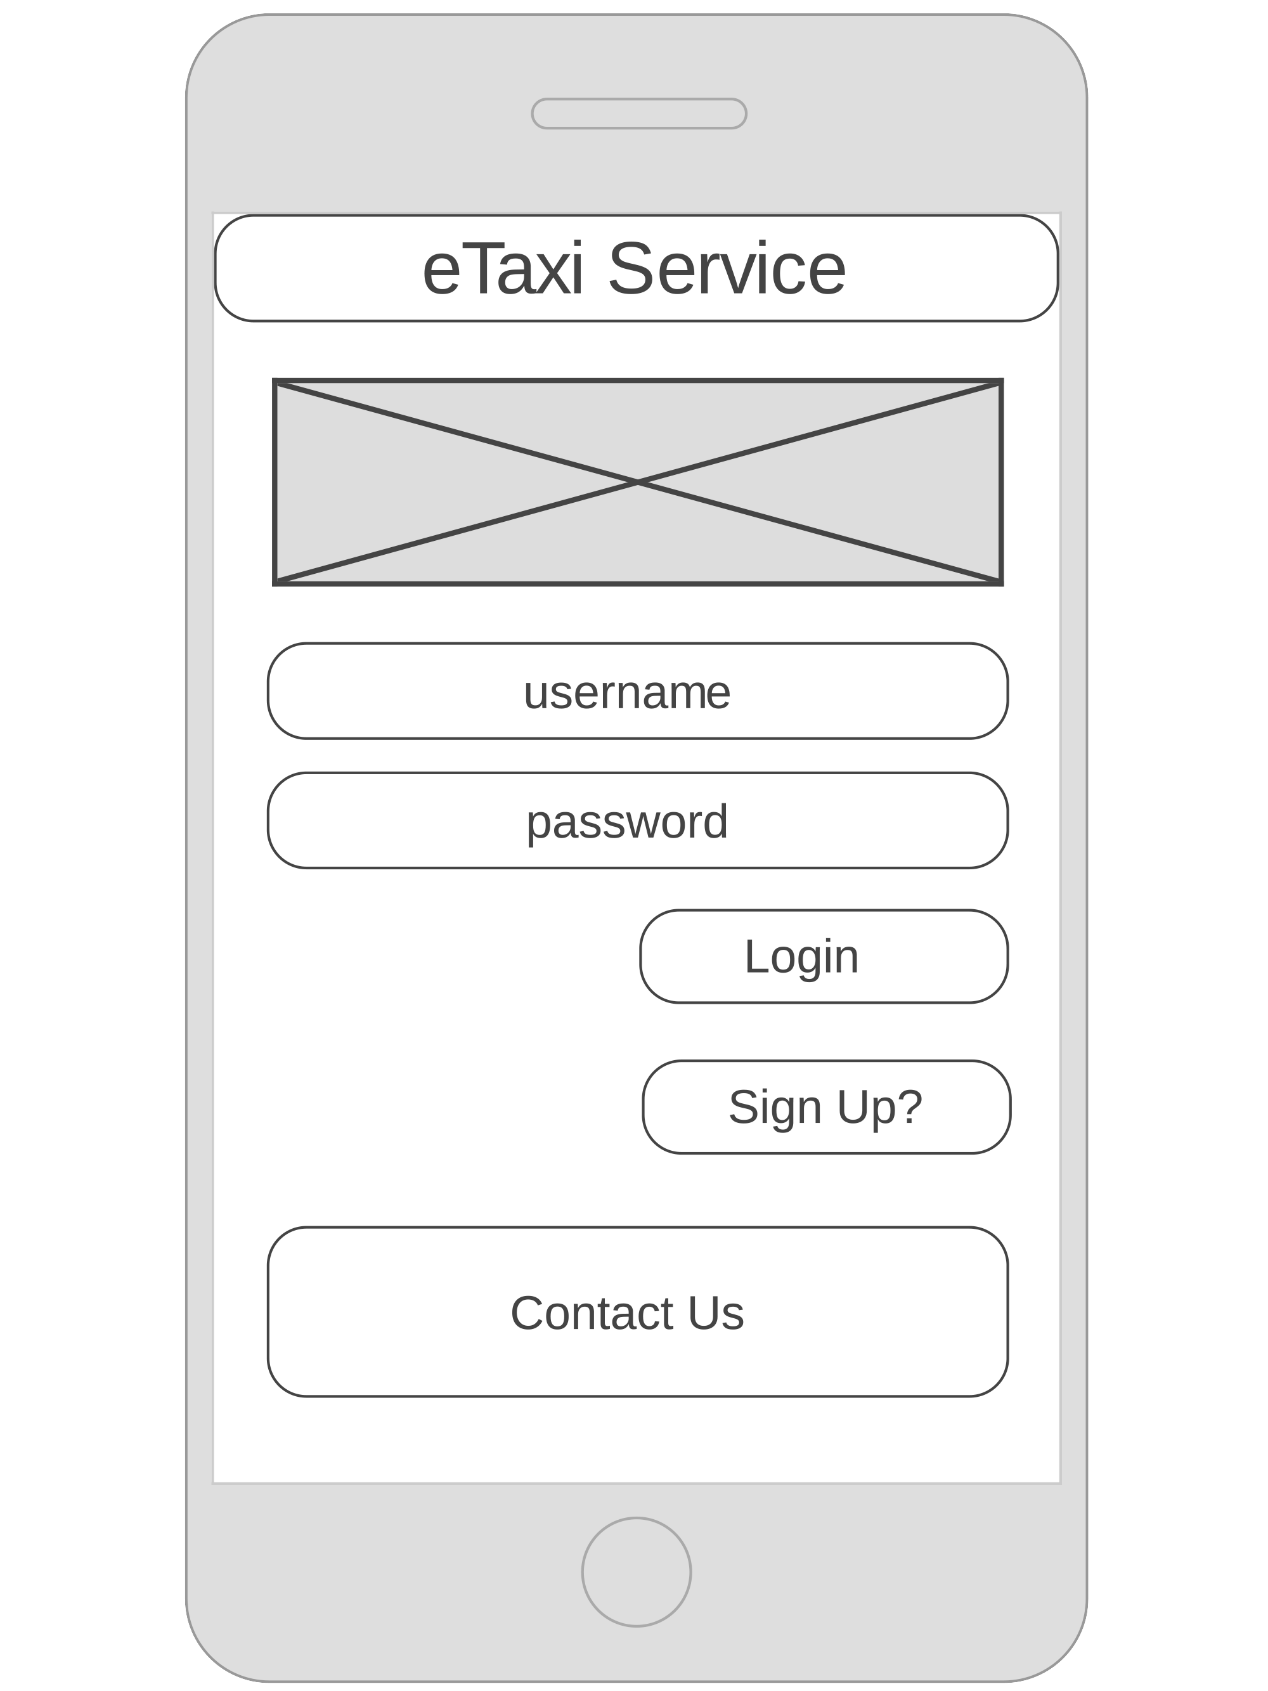 eTaxi Service
username
password
Login
Sign Up?
Contact Us